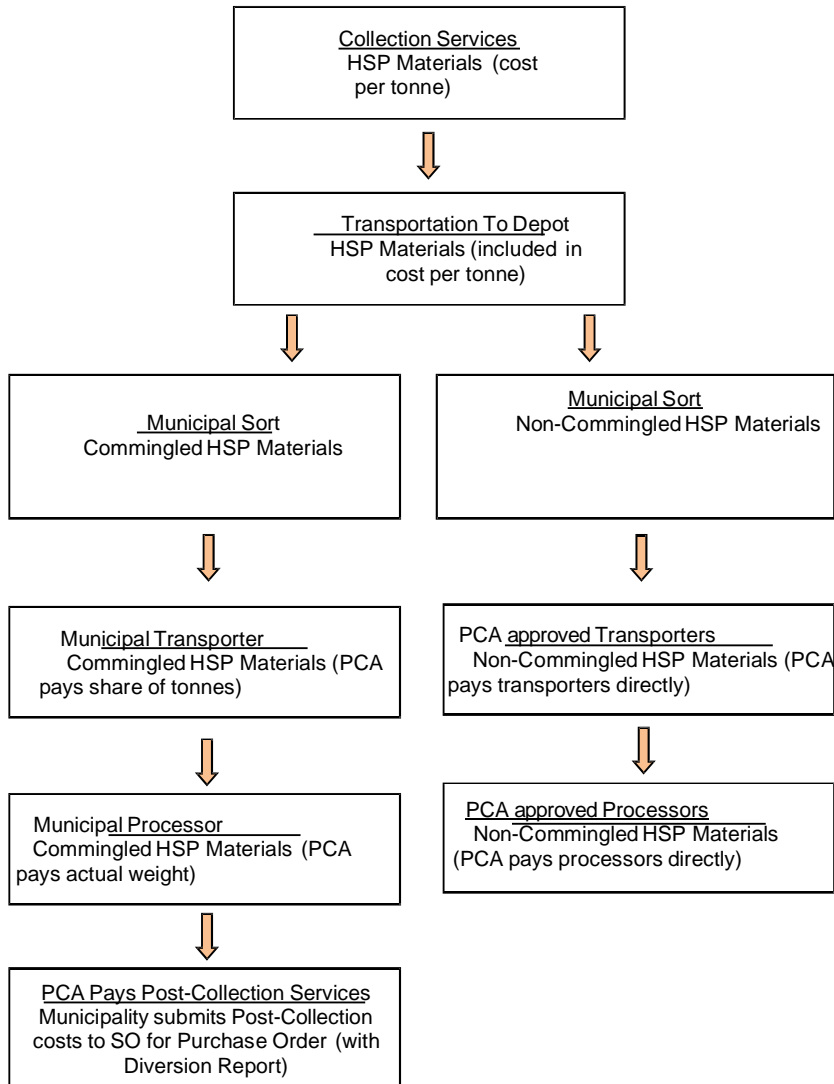 Collection Services
HSP Materials (cost
per tonne)
Transportation To Depot
HSP Materials (included in
cost per tonne)
Municipal Sort
Commingled HSP Materials
Municipal Sort
Non-Commingled HSP Materials
Municipal Transporter
Commingled HSP Materials (PCA
pays share of tonnes)
PCA approved Transporters
Non-Commingled HSP Materials (PCA
pays transporters directly)
Municipal Processor
Commingled HSP Materials (PCA
pays actual weight)
PCA approved Processors
Non-Commingled HSP Materials
(PCA pays processors directly)
PCA Pays Post-Collection Services
Municipality submits Post-Collection
costs to SO for Purchase Order (with
Diversion Report)